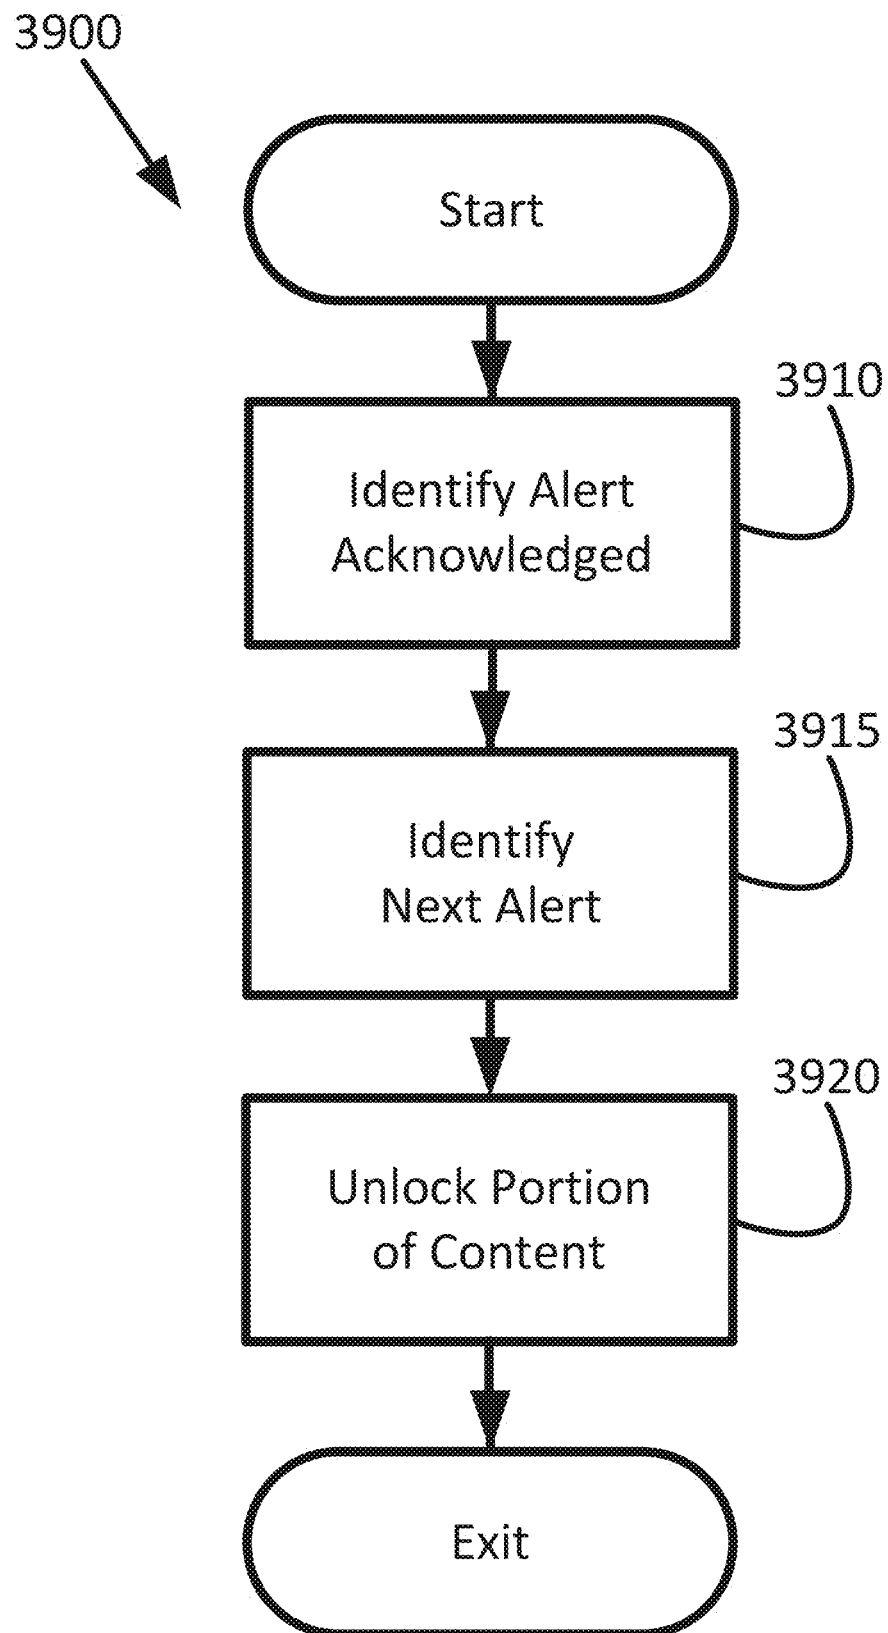 3900
Start
3910
Identify Alert
Acknowledged
3915
Identify
Next Alert
3920
Unlock Portion
of Content
Exit